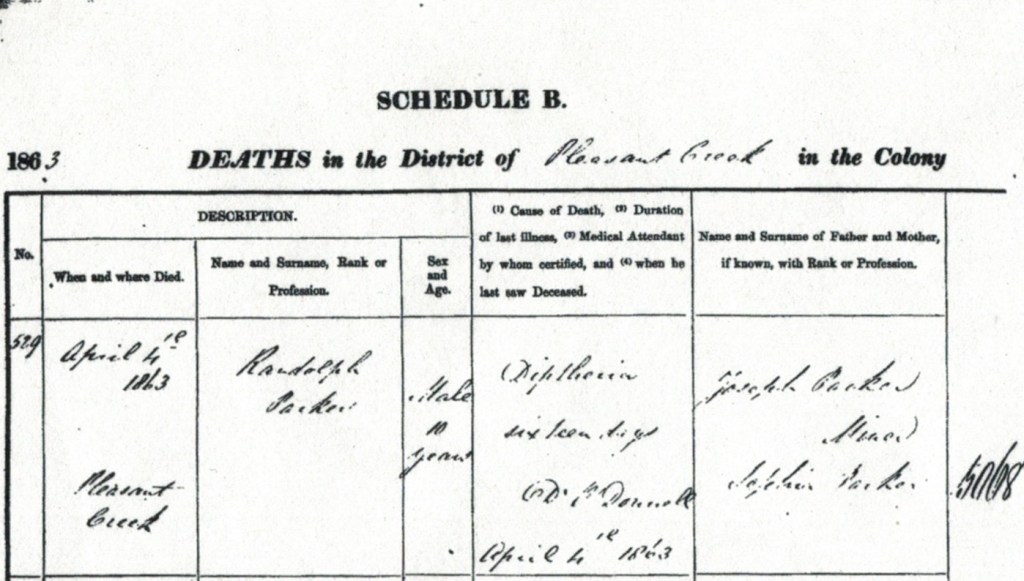 SCHEDULE B.
1863 DEATHS in the District of Pleasant Creek in the Colony
No.
DESCRIPTION.
When and where Died.
Name and Surname, Rank or
Profession.
Sex
and
Age.
(1) Cause of Death, (2) Duration
of last illness, (3) Medical Attendant
by whom certified, and (4) when he
last saw Deceased.
Name and Surname of Father and Mother,
if known, with Rank or Profession.
529
April 4th
1863
Pleasant
Creek
Randolph
Parker
Male
10
years
Diptheria
sixteen days
Dr McDonnell
April 4th 1863
Joseph Parker
Miner
Sophia Parker